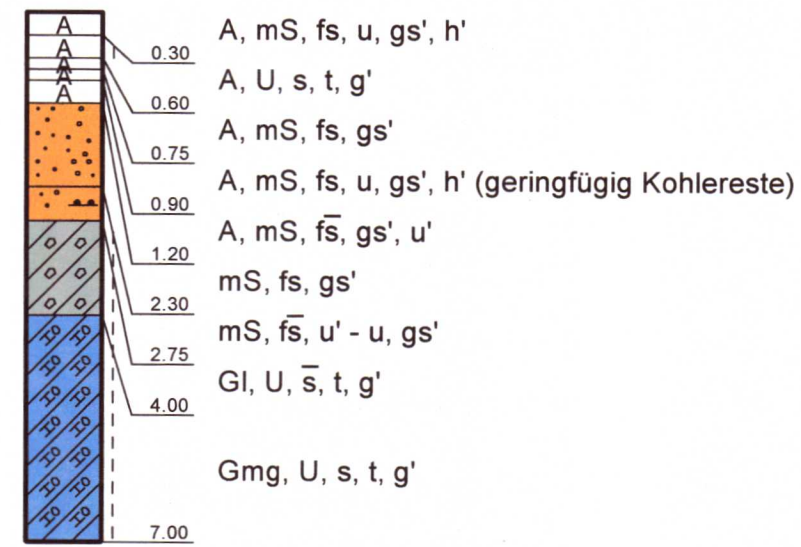 A
A, mS, fs, u, gs', h'
0.30
A
A, U, s, t, g'
0.60
A
A, mS, fs, gs'
0.75
A
A, mS, fs, u, gs', h' (geringfügig Kohlereste)
0.90
A
A, mS, fs̅, gs', u'
1.20
mS, fs, gs'
2.30
mS, fs̅, u' - u, gs'
2.75
Gl, U, s̅, t, g'
4.00
Gmg, U, s, t, g'
7.00